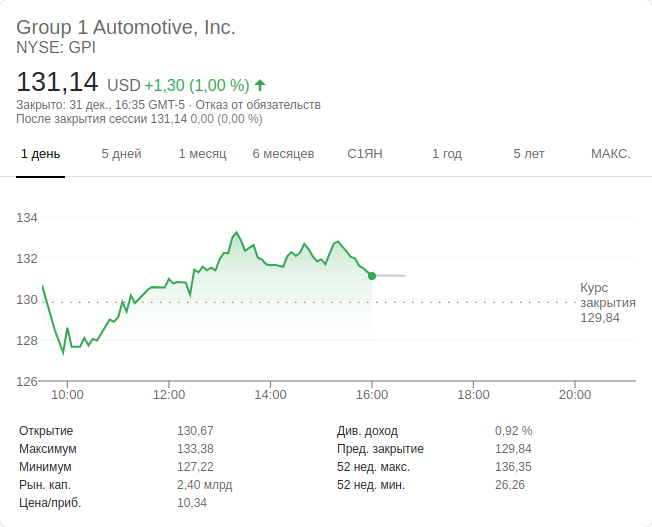 Group 1 Automotive, Inc.
NYSE: GPI
131,14 USD +1,30 (1,00 %)
Закрыто: 31 дек., 16:35 GMT-5 · Отказ от обязательств
После закрытия сессии 131,14 0,00 (0,00 %)
1 день 5 дней 1 месяц 6 месяцев С1ЯН 1 год 5 лет МАКС.
134
132
130
128
126
Курс
закрытия
129,84
10:00 12:00 14:00 16:00 18:00 20:00
Открытие 130,67 Див. доход 0,92 %
Максимум 133,38 Пред. закрытие 129,84
Минимум 127,22 52 нед. макс. 136,35
Рын. кап. 2,40 млрд 52 нед. мин. 26,26
Цена/приб. 10,34